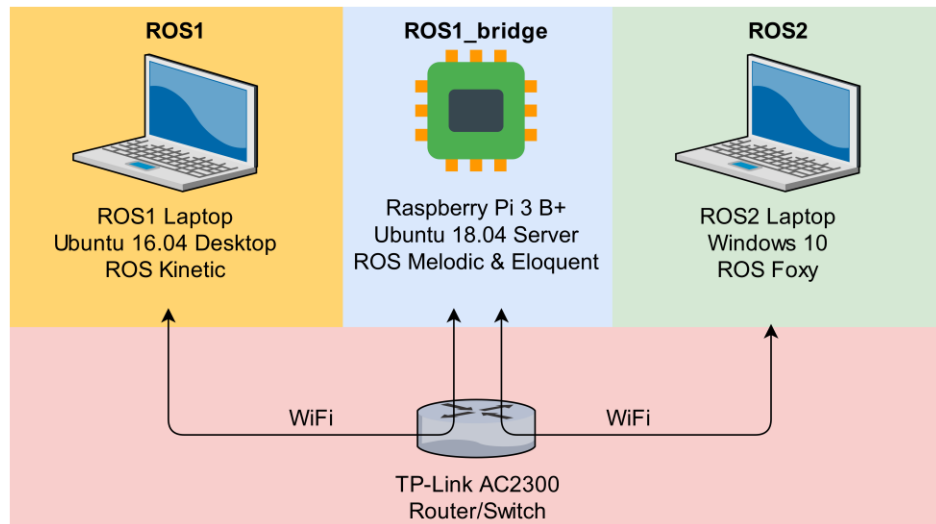 ROS1
ROS1_bridge
ROS2
ROS1 Laptop
Ubuntu 16.04 Desktop
ROS Kinetic
Raspberry Pi 3 B+
Ubuntu 18.04 Server
ROS Melodic & Eloquent
ROS2 Laptop
Windows 10
ROS Foxy
WiFi
WiFi
TP-Link AC2300
Router/Switch